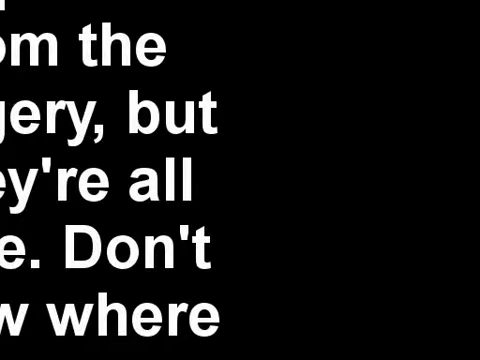 om the
gery, but
ey're all
e. Don't
w where